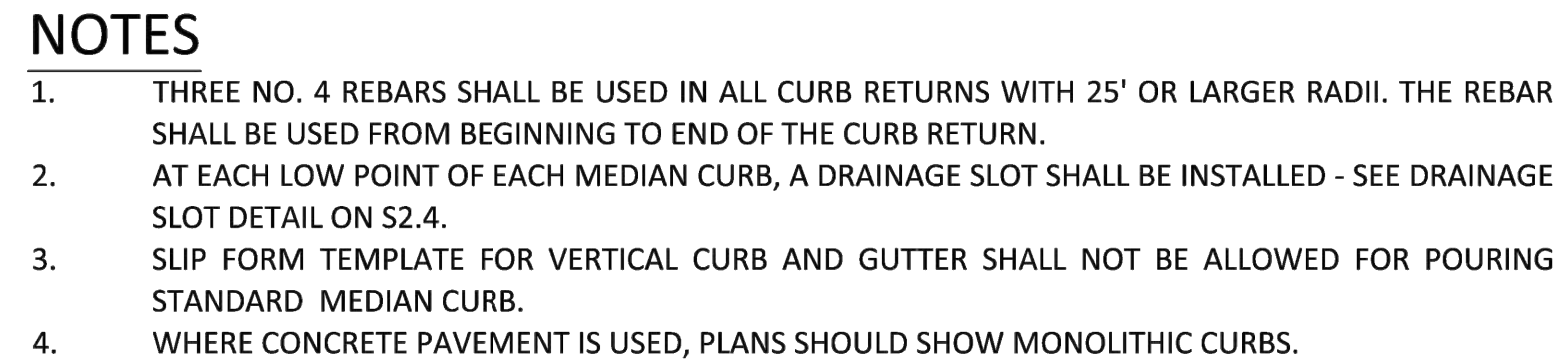 NOTES
1. THREE NO. 4 REBARS SHALL BE USED IN ALL CURB RETURNS WITH 25' OR LARGER RADII. THE REBAR
SHALL BE USED FROM BEGINNING TO END OF THE CURB RETURN.
2. AT EACH LOW POINT OF EACH MEDIAN CURB, A DRAINAGE SLOT SHALL BE INSTALLED - SEE DRAINAGE
SLOT DETAIL ON S2.4.
3. SLIP FORM TEMPLATE FOR VERTICAL CURB AND GUTTER SHALL NOT BE ALLOWED FOR POURING
STANDARD MEDIAN CURB.
4. WHERE CONCRETE PAVEMENT IS USED, PLANS SHOULD SHOW MONOLITHIC CURBS.